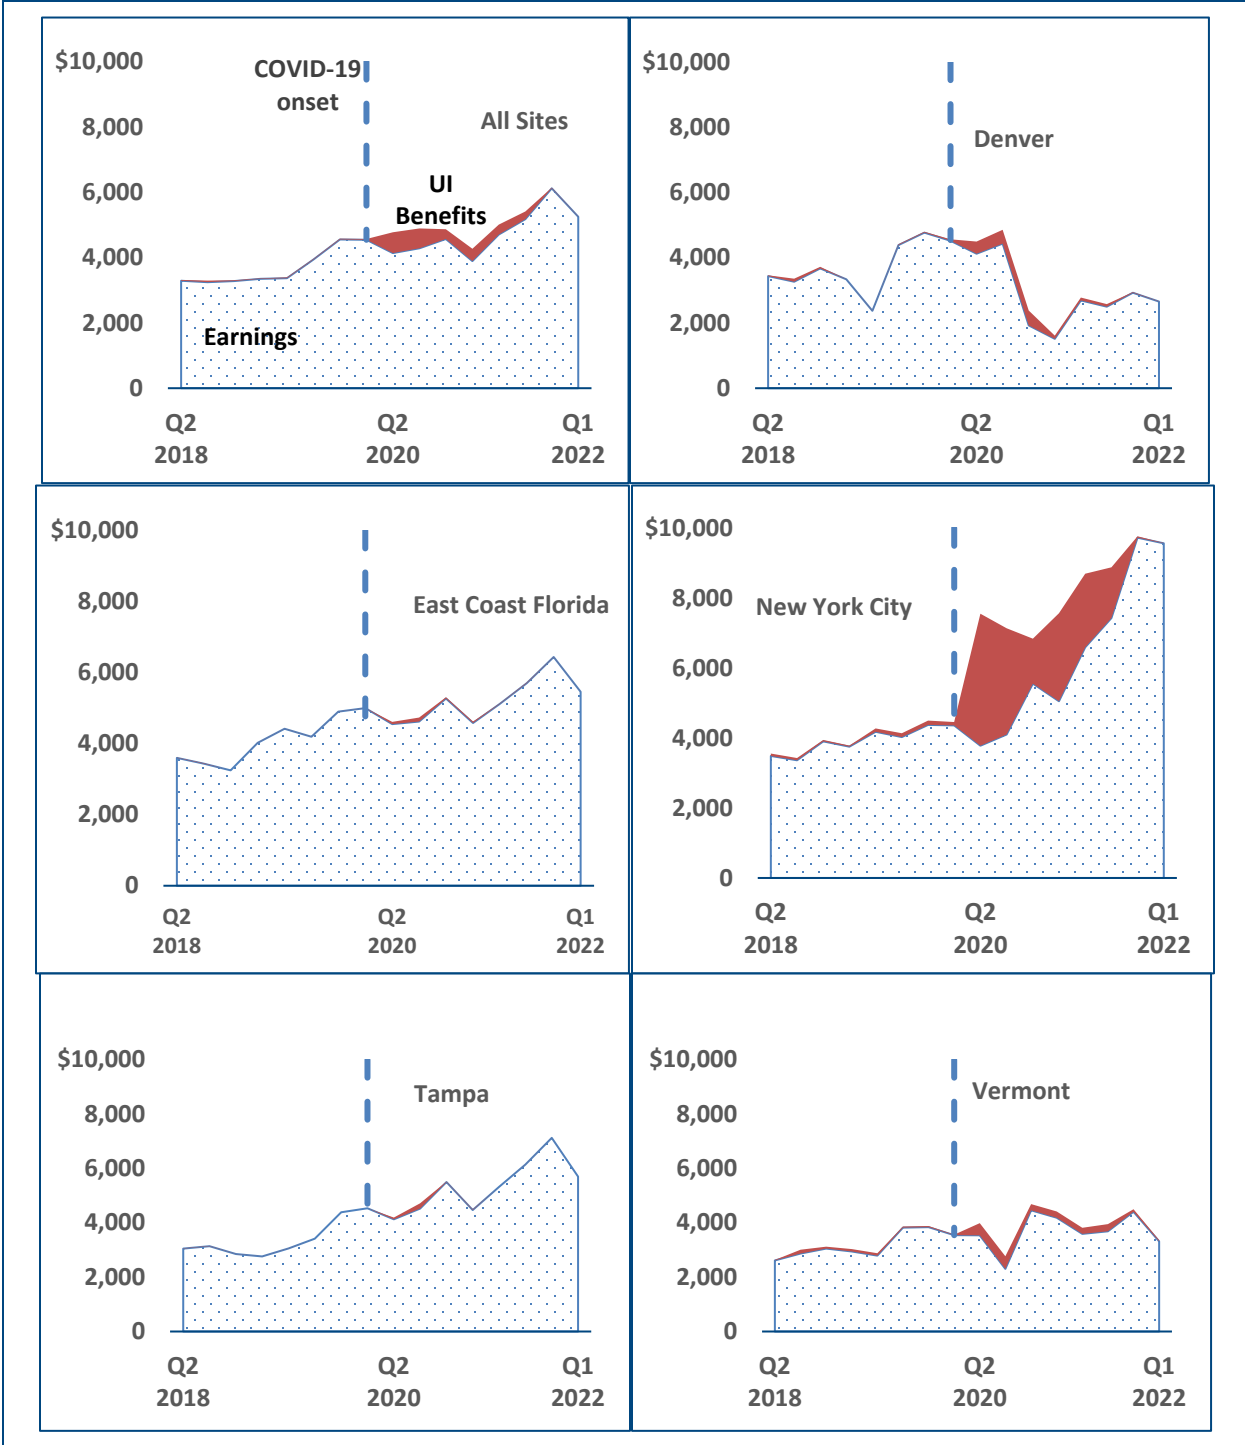 $10,000
8,000
6,000
4,000
2,000
0
COVID-19
onset
All Sites
UI
Benefits
Earnings
Q2
2018
Q2
2020
Q1
2022
$10,000
8,000
6,000
4,000
2,000
0
Denver
Q2
2018
Q2
2020
Q1
2022
$10,000
8,000
6,000
4,000
2,000
0
East Coast Florida
Q2
2018
Q2
2020
Q1
2022
$10,000
8,000
6,000
4,000
2,000
0
New York City
Q2
2018
Q2
2020
Q1
2022
$10,000
8,000
6,000
4,000
2,000
0
Tampa
Q2
2018
Q2
2020
Q1
2022
$10,000
8,000
6,000
4,000
2,000
0
Vermont
Q2
2018
Q2
2020
Q1
2022